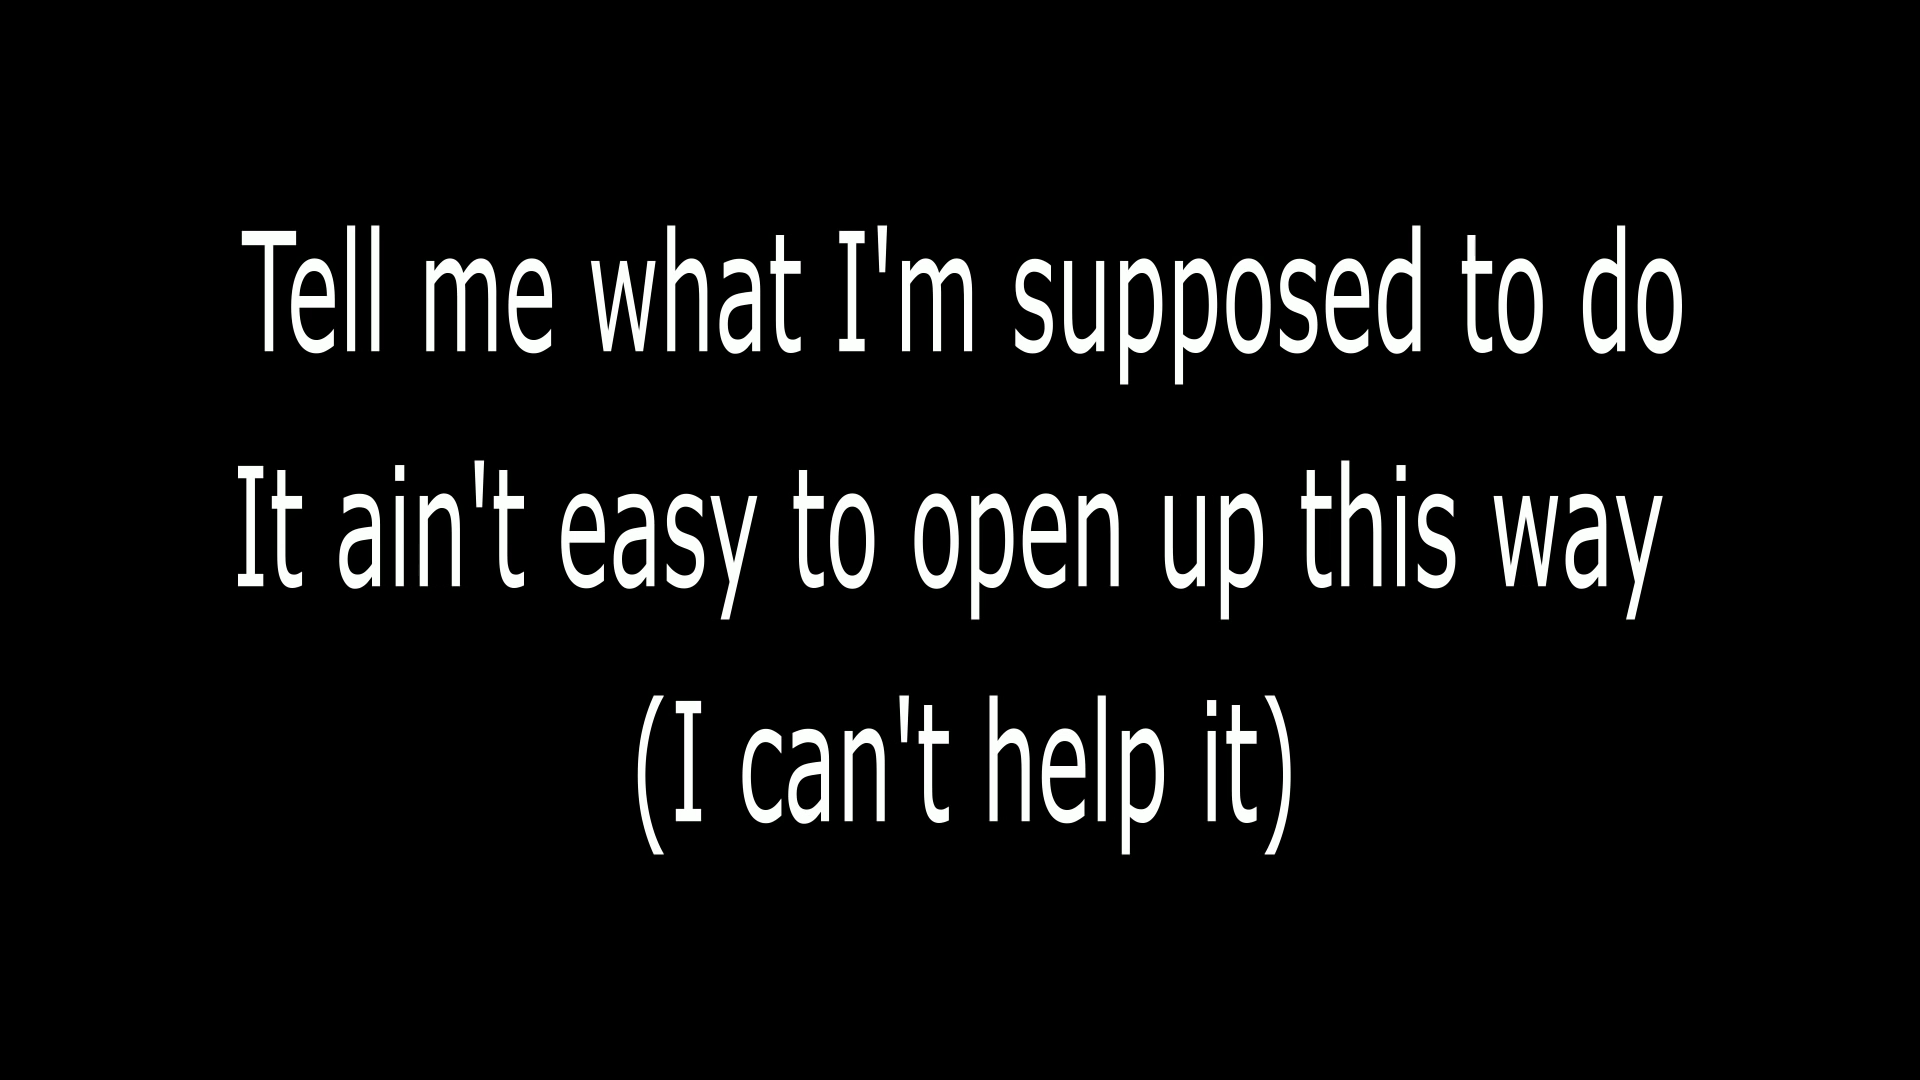 Tell me what I'm supposed to do
It ain't easy to open up this way
(I can't help it)